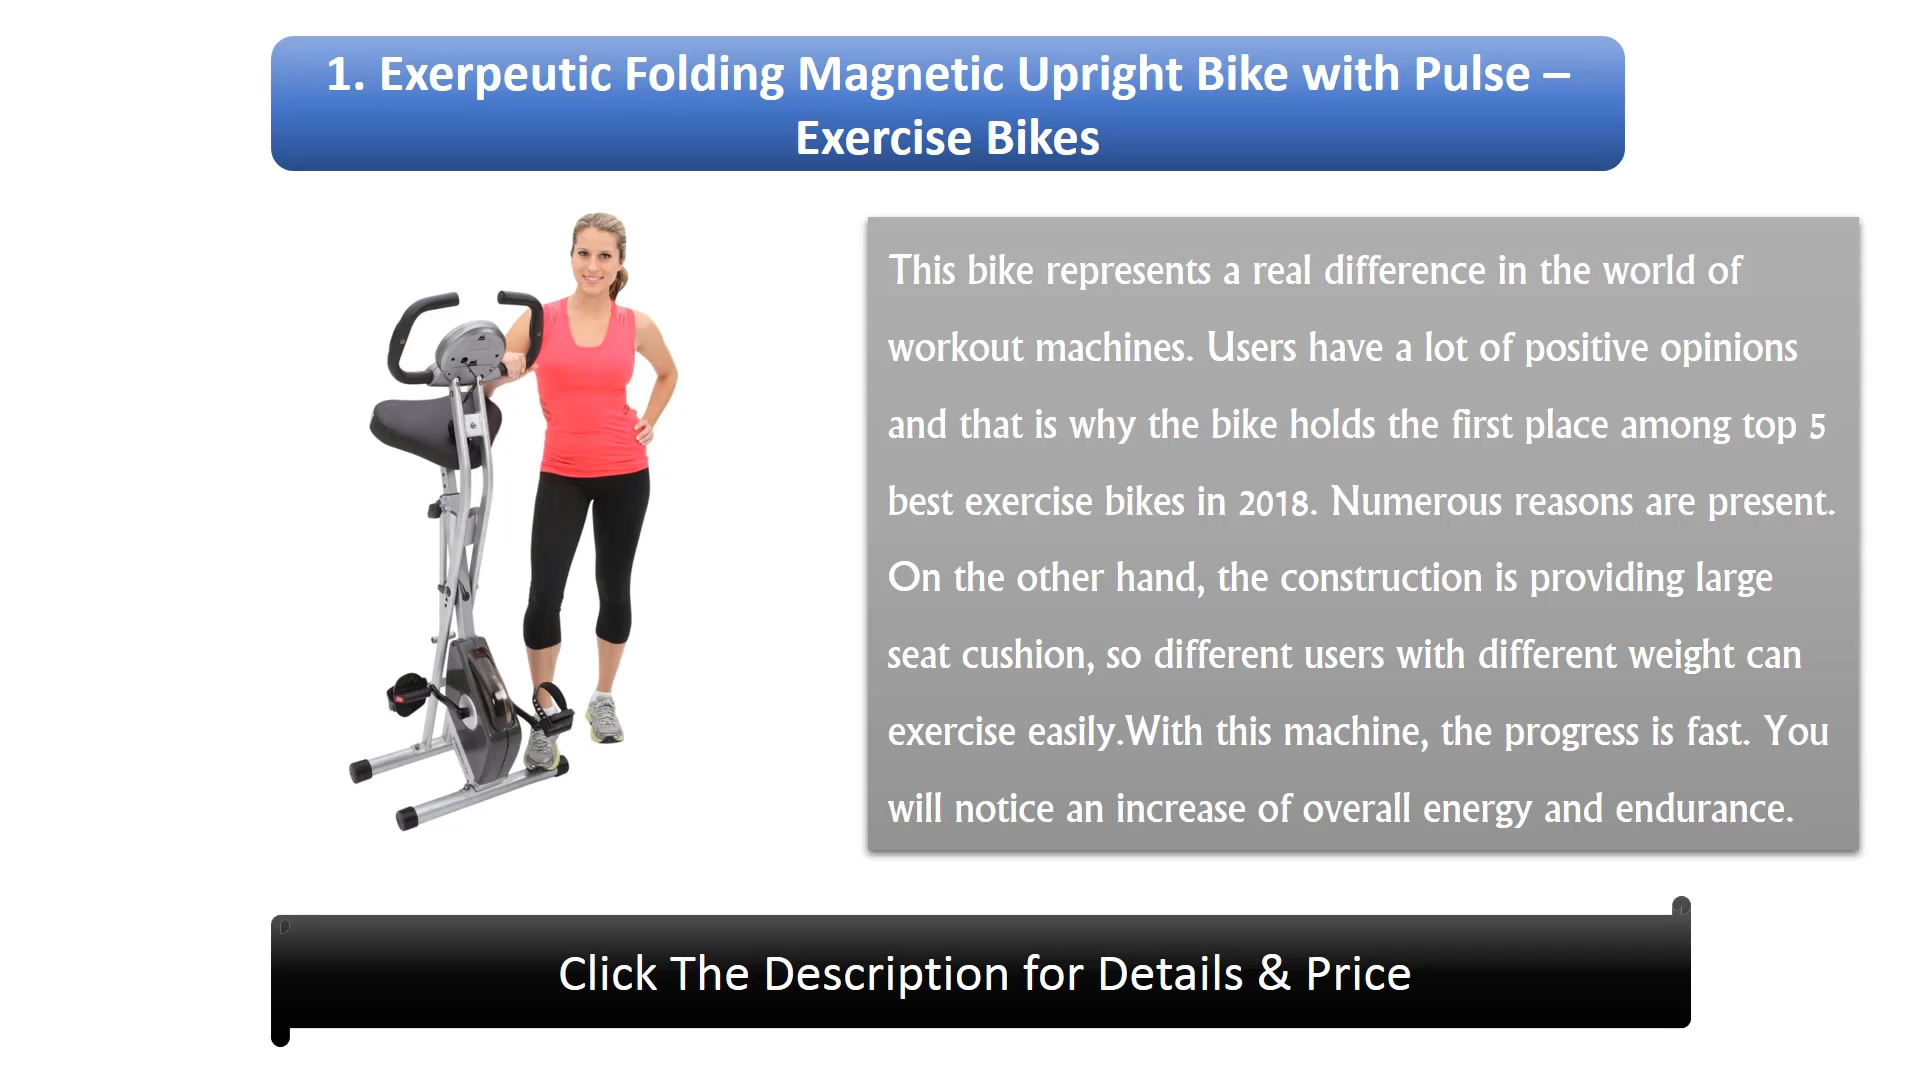 1. Exerpeutic Folding Magnetic Upright Bike with Pulse –
Exercise Bikes
This bike represents a real difference in the world of
workout machines. Users have a lot of positive opinions
and that is why the bike holds the first place among top 5
best exercise bikes in 2018. Numerous reasons are present.
On the other hand, the construction is providing large
seat cushion, so different users with different weight can
exercise easily.With this machine, the progress is fast. You
will notice an increase of overall energy and endurance.
Click The Description for Details & Price